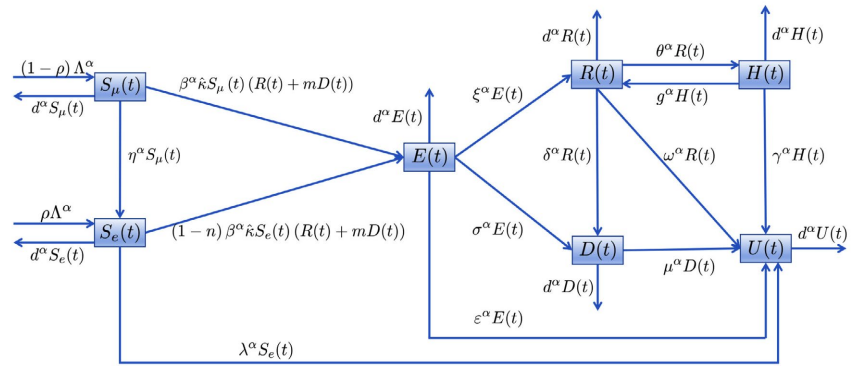 d^α R(t)
d^α H(t)
(1 − ρ) Λ^α
S_μ(t)
d^α S_μ(t)
β^α κ̂ S_μ (t) (R(t) + mD(t))
d^α E(t)
ξ^α E(t)
R(t)
θ^α R(t)
g^α H(t)
H(t)
η^α S_μ(t)
E(t)
δ^α R(t)
ω^α R(t)
γ^α H(t)
ρΛ^α
S_e(t)
d^α S_e(t)
(1 − n) β^α κ̂ S_e(t) (R(t) + mD(t))
σ^α E(t)
D(t)
μ^α D(t)
U(t)
d^α U(t)
d^α D(t)
ε^α E(t)
λ^α S_e(t)